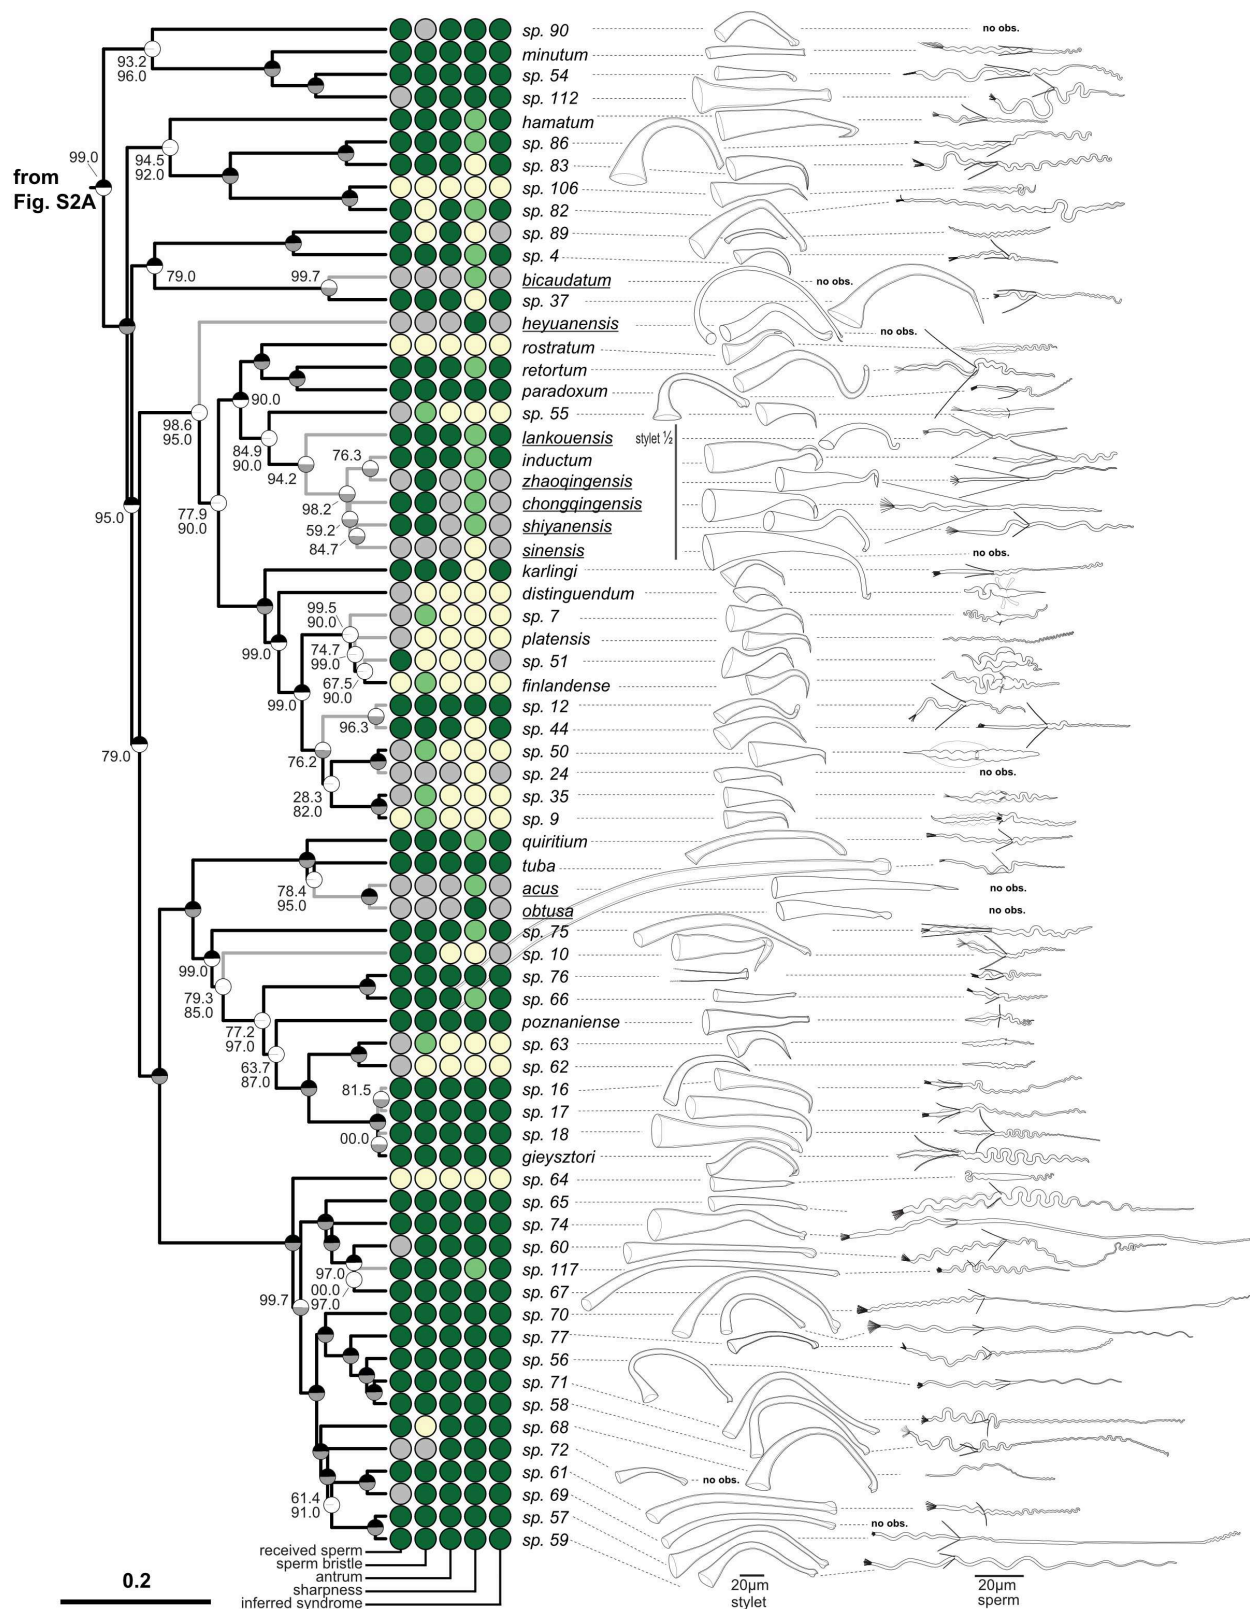 sp. 90
no obs.
93.2
96.0
minutum
sp. 54
sp. 112
hamatum
99.0
94.5
92.0
sp. 86
sp. 83
from
Fig. S2A
sp. 106
sp. 82
sp. 89
sp. 4
79.0
99.7
bicaudatum
no obs.
sp. 37
heyuanensis
no obs.
rostratum
retortum
paradoxum
90.0
98.6
95.0
sp. 55
stylet ½
lankouensis
84.9
90.0
94.2
76.3
inductum
zhaoqingensis
98.2
chongqingensis
95.0
77.9
90.0
59.2
shiyanensis
84.7
sinensis
no obs.
karlingi
distinguendum
99.5
90.0
sp. 7
platensis
99.0
74.7
99.0
sp. 51
67.5
90.0
finlandense
99.0
sp. 12
96.3
sp. 44
79.0
76.2
sp. 50
sp. 24
no obs.
28.3
82.0
sp. 35
sp. 9
quiritium
tuba
78.4
95.0
acus
no obs.
obtusa
no obs.
sp. 75
sp. 10
99.0
sp. 76
79.3
85.0
sp. 66
77.2
97.0
poznaniense
sp. 63
63.7
87.0
sp. 62
81.5
sp. 16
sp. 17
00.0
sp. 18
gieysztori
sp. 64
sp. 65
sp. 74
sp. 60
97.0
00.0
97.0
sp. 117
99.7
sp. 67
sp. 70
sp. 77
sp. 56
sp. 71
sp. 58
sp. 68
sp. 72
no obs.
sp. 61
61.4
91.0
sp. 69
sp. 57
no obs.
sp. 59
received sperm
sperm bristle
antrum
sharpness
inferred syndrome
0.2
20µm
stylet
20µm
sperm